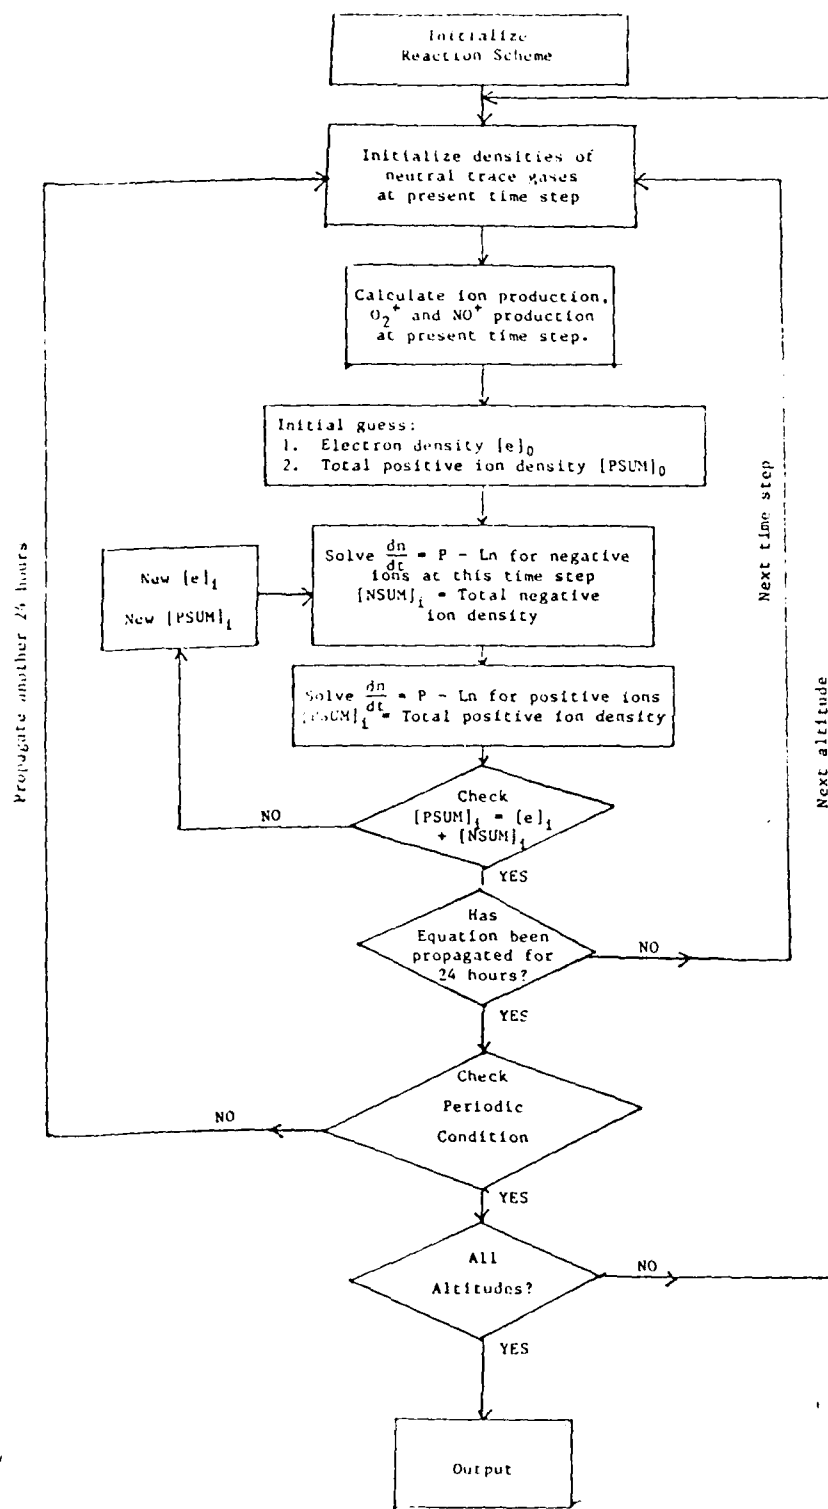 Initialize
Reaction Scheme
Initialize densities of
neutral trace gases
at present time step
Calculate ion production,
O₂⁺ and NO⁺ production
at present time step.
Initial guess:
1. Electron density [e]₀
2. Total positive ion density [PSUM]₀
Solve dn/dt = P - Ln for negative
ions at this time step
[NSUM]ᵢ = Total negative
ion density
New [e]ᵢ
New [PSUM]ᵢ
Solve dn/dt = P - Ln for positive ions
[PSUM]ᵢ = Total positive ion density
Check
[PSUM]ᵢ = [e]ᵢ
+ [NSUM]ᵢ
NO
YES
Has
Equation been
propagated for
24 hours?
NO
YES
Check
Periodic
Condition
NO
YES
All
Altitudes?
NO
YES
Output
Propagate another 24 hours
Next time step
Next altitude